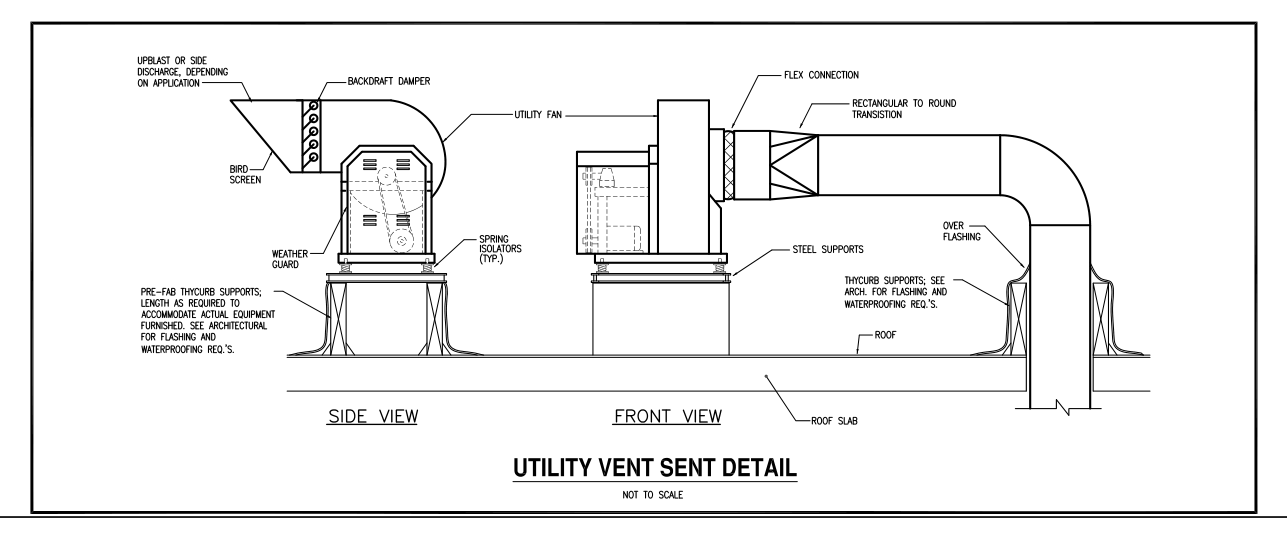 UPBLAST OR SIDE
DISCHARGE, DEPENDING
ON APPLICATION
BACKDRAFT DAMPER
UTILITY FAN
FLEX CONNECTION
RECTANGULAR TO ROUND
TRANSISTION
BIRD
SCREEN
WEATHER
GUARD
SPRING
ISOLATORS
(TYP.)
STEEL SUPPORTS
OVER
FLASHING
PRE-FAB THYCURB SUPPORTS;
LENGTH AS REQUIRED TO
ACCOMMODATE ACTUAL EQUIPMENT
FURNISHED. SEE ARCHITECTURAL
FOR FLASHING AND
WATERPROOFING REQ.'S.
THYCURB SUPPORTS; SEE
ARCH. FOR FLASHING AND
WATERPROOFING REQ.'S.
ROOF
SIDE VIEW
FRONT VIEW
ROOF SLAB
UTILITY VENT SENT DETAIL
NOT TO SCALE